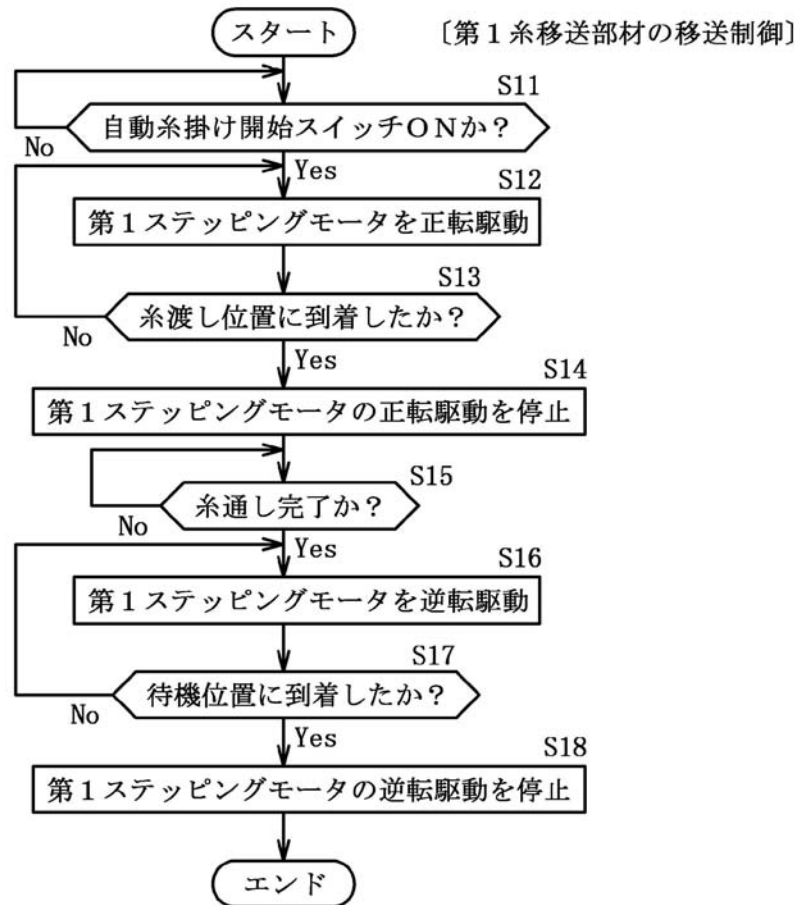 スタート
〔第1糸移送部材の移送制御〕
S11
自動糸掛け開始スイッチONか?
No
Yes
S12
第1ステッピングモータを正転駆動
S13
糸渡し位置に到着したか?
No
Yes
S14
第1ステッピングモータの正転駆動を停止
S15
糸通し完了か?
No
Yes
S16
第1ステッピングモータを逆転駆動
S17
待機位置に到着したか?
No
Yes
S18
第1ステッピングモータの逆転駆動を停止
エンド